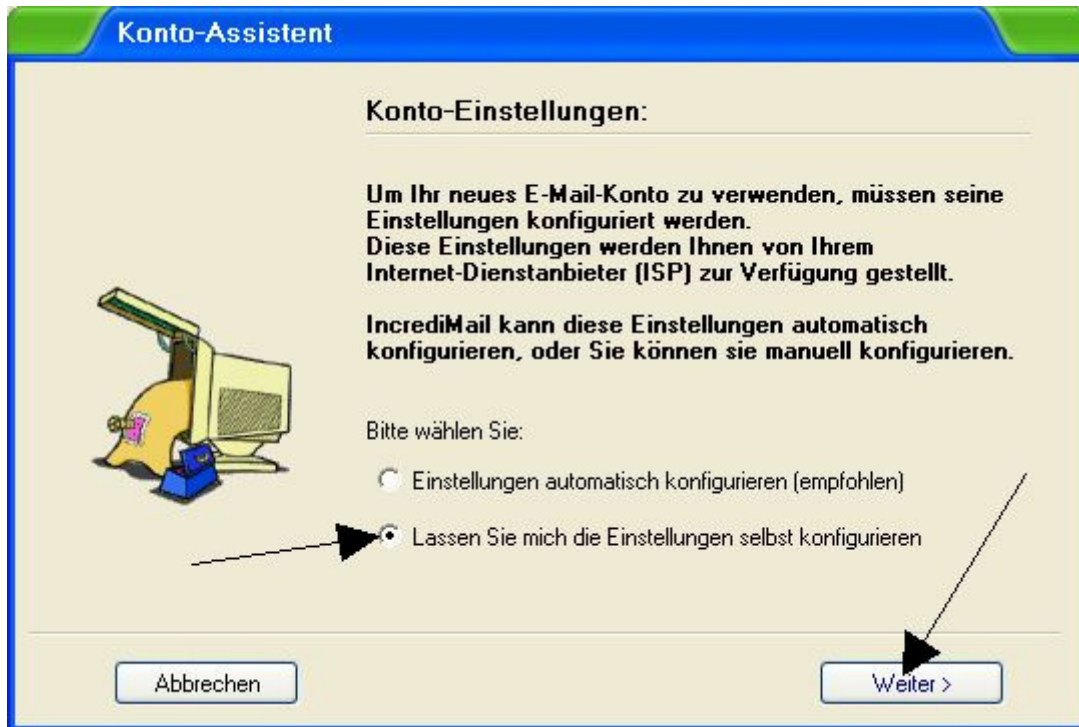 Konto-Assistent
Konto-Einstellungen:
Um Ihr neues E-Mail-Konto zu verwenden, müssen seine
Einstellungen konfiguriert werden.
Diese Einstellungen werden Ihnen von Ihrem
Internet-Dienstanbieter (ISP) zur Verfügung gestellt.
IncrediMail kann diese Einstellungen automatisch
konfigurieren, oder Sie können sie manuell konfigurieren.
Bitte wählen Sie:
Einstellungen automatisch konfigurieren (empfohlen)
Lassen Sie mich die Einstellungen selbst konfigurieren
Abbrechen
Weiter >